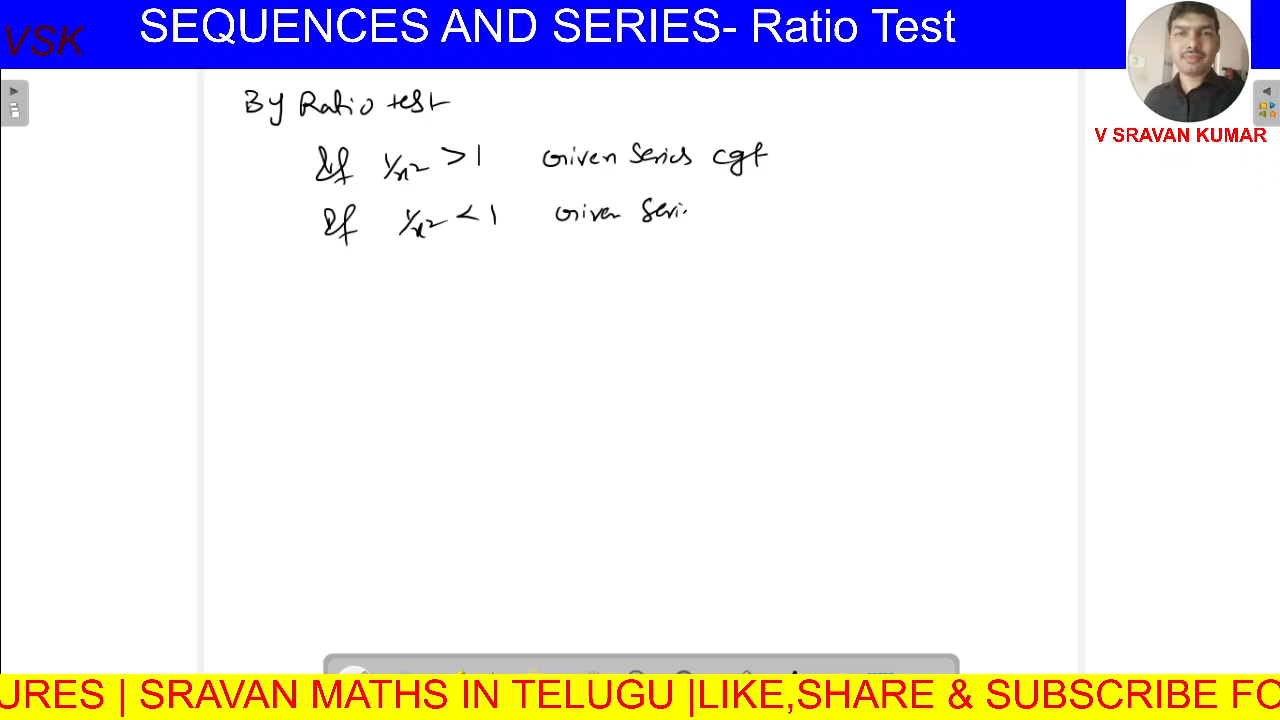 VSK
SEQUENCES AND SERIES- Ratio Test
V SRAVAN KUMAR
By Ratio test
If 1/x² > 1 Given Series cgt
If 1/x² < 1 Given Seri
URES | SRAVAN MATHS IN TELUGU |LIKE,SHARE & SUBSCRIBE FO